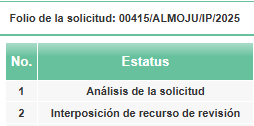 Folio de la solicitud: 00415/ALMOJU/IP/2025
No. Estatus
1 Análisis de la solicitud
2 Interposición de recurso de revisión